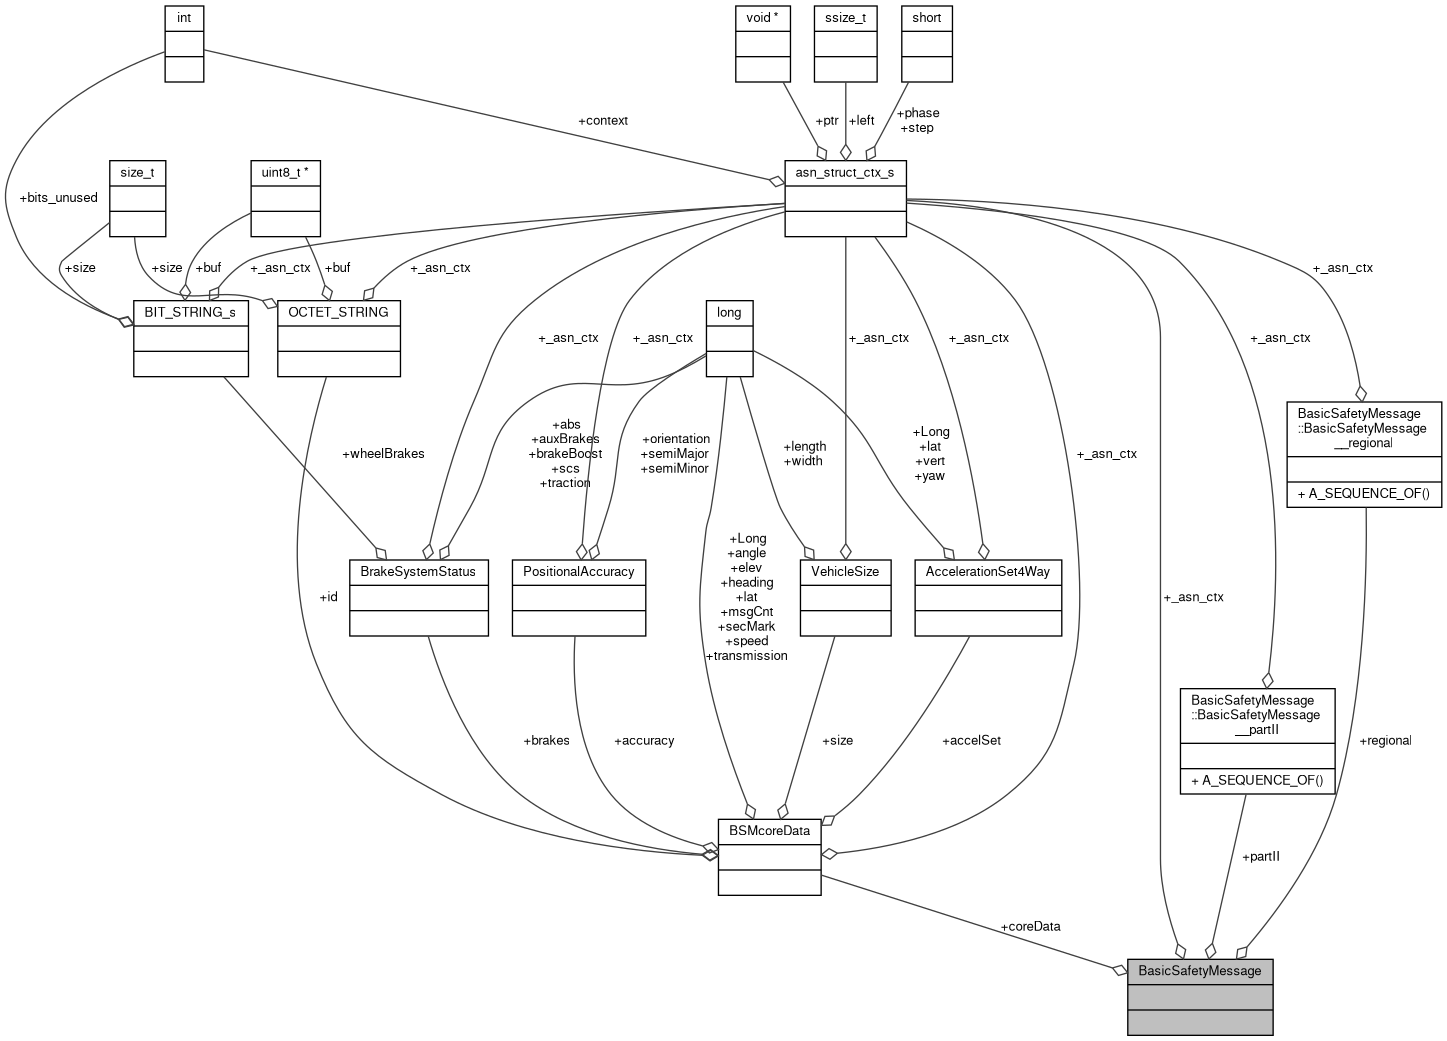 int
void *
ssize_t
short
+context
+ptr
+left
+phase
+step
size_t
uint8_t *
asn_struct_ctx_s
+bits_unused
+size
+size
+buf
+_asn_ctx
+buf
+_asn_ctx
+_asn_ctx
BIT_STRING_s
OCTET_STRING
long
+_asn_ctx
+_asn_ctx
+_asn_ctx
+_asn_ctx
+_asn_ctx
BasicSafetyMessage
::BasicSafetyMessage
__regional
+ A_SEQUENCE_OF()
+wheelBrakes
+abs
+auxBrakes
+brakeBoost
+scs
+traction
+orientation
+semiMajor
+semiMinor
+length
+width
+Long
+lat
+vert
+yaw
+_asn_ctx
+Long
+angle
+elev
+heading
+lat
+msgCnt
+secMark
+speed
+transmission
BrakeSystemStatus
PositionalAccuracy
VehicleSize
AccelerationSet4Way
+id
+_asn_ctx
BasicSafetyMessage
::BasicSafetyMessage
__partII
+ A_SEQUENCE_OF()
+brakes
+accuracy
+size
+accelSet
+regional
BSMcoreData
+partII
+coreData
BasicSafetyMessage